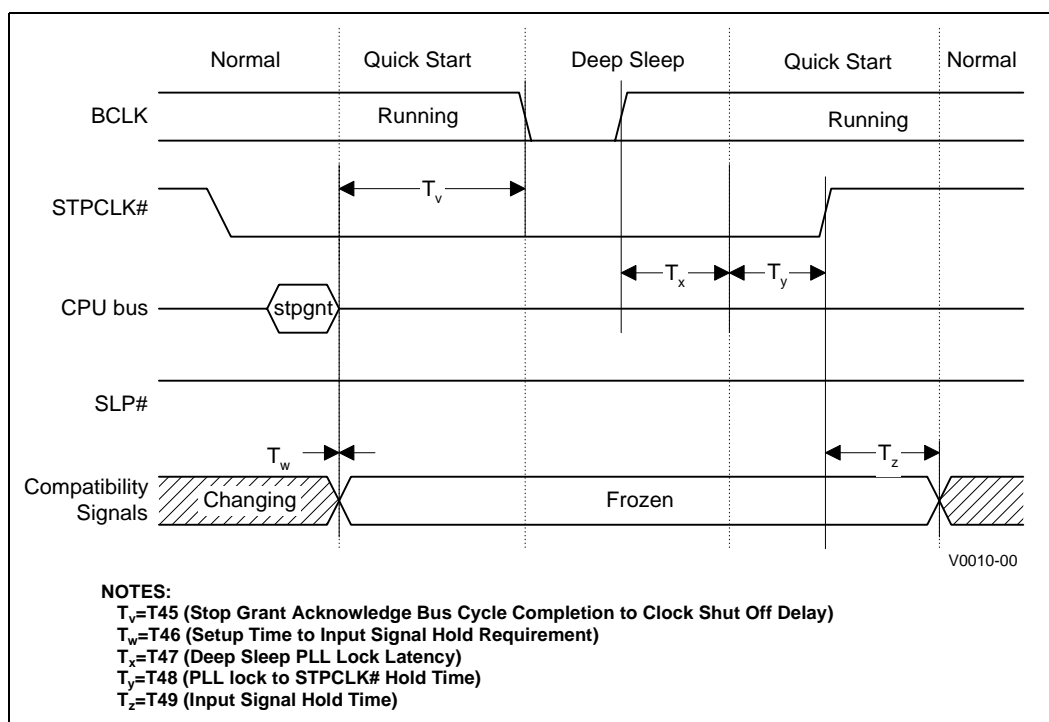 Normal Quick Start Deep Sleep Quick Start Normal
BCLK Running Running
Tv
STPCLK#
Tx Ty
CPU bus stpgnt
SLP#
Tw Tz
Compatibility Signals Changing Frozen
V0010-00
NOTES:
Tv=T45 (Stop Grant Acknowledge Bus Cycle Completion to Clock Shut Off Delay)
Tw=T46 (Setup Time to Input Signal Hold Requirement)
Tx=T47 (Deep Sleep PLL Lock Latency)
Ty=T48 (PLL lock to STPCLK# Hold Time)
Tz=T49 (Input Signal Hold Time)